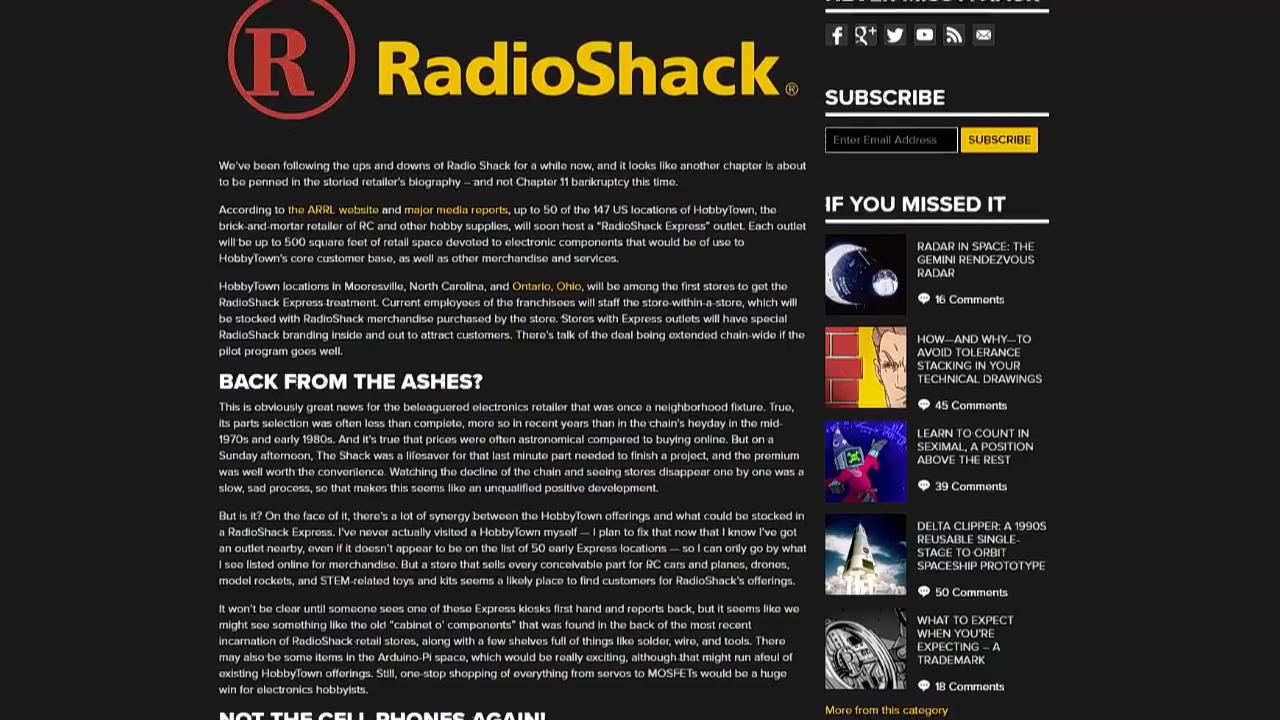 R RadioShack®
We've been following the ups and downs of Radio Shack for a while now, and it looks like another chapter is about
to be penned in the storied retailer's biography – and not Chapter 11 bankruptcy this time.
According to the ARRL website and major media reports, up to 50 of the 147 US locations of HobbyTown, the
brick-and-mortar retailer of RC and other hobby supplies, will soon host a "RadioShack Express" outlet. Each outlet
will be up to 500 square feet of retail space devoted to electronic components that would be of use to
HobbyTown's core customer base, as well as other merchandise and services.
HobbyTown locations in Mooresville, North Carolina, and Ontario, Ohio, will be among the first stores to get the
RadioShack Express treatment. Current employees of the franchisees will staff the store-within-a-store, which will
be stocked with RadioShack merchandise purchased by the store. Stores with Express outlets will have special
RadioShack branding inside and out to attract customers. There's talk of the deal being extended chain-wide if the
pilot program goes well.
BACK FROM THE ASHES?
This is obviously great news for the beleaguered electronics retailer that was once a neighborhood fixture. True,
its parts selection was often less than complete, more so in recent years than in the chain's heyday in the mid-
1970s and early 1980s. And it's true that prices were often astronomical compared to buying online. But on a
Sunday afternoon, The Shack was a lifesaver for that last minute part needed to finish a project, and the premium
was well worth the convenience. Watching the decline of the chain and seeing stores disappear one by one was a
slow, sad process, so that makes this seems like an unqualified positive development.
But is it? On the face of it, there's a lot of synergy between the HobbyTown offerings and what could be stocked in
a RadioShack Express. I've never actually visited a HobbyTown myself — I plan to fix that now that I know I've got
an outlet nearby, even if it doesn't appear to be on the list of 50 early Express locations — so I can only go by what
I see listed online for merchandise. But a store that sells every conceivable part for RC cars and planes, drones,
model rockets, and STEM-related toys and kits seems a likely place to find customers for RadioShack's offerings.
It won't be clear until someone sees one of these Express kiosks first hand and reports back, but it seems like we
might see something like the old "cabinet o' components" that was found in the back of the most recent
incarnation of RadioShack retail stores, along with a few shelves full of things like solder, wire, and tools. There
may also be some items in the Arduino-Pi space, which would be really exciting, although that might run afoul of
existing HobbyTown offerings. Still, one-stop shopping of everything from servos to MOSFETs would be a huge
win for electronics hobbyists.
NOT THE CELL PHONES AGAIN!
SUBSCRIBE
Enter Email Address SUBSCRIBE
IF YOU MISSED IT
RADAR IN SPACE: THE
GEMINI RENDEZVOUS
RADAR
16 Comments
HOW—AND WHY—TO
AVOID TOLERANCE
STACKING IN YOUR
TECHNICAL DRAWINGS
45 Comments
LEARN TO COUNT IN
SEXIMAL, A POSITION
ABOVE THE REST
39 Comments
DELTA CLIPPER: A 1990S
REUSABLE SINGLE-
STAGE TO ORBIT
SPACESHIP PROTOTYPE
50 Comments
WHAT TO EXPECT
WHEN YOU'RE
EXPECTING – A
TRADEMARK
18 Comments
More from this category